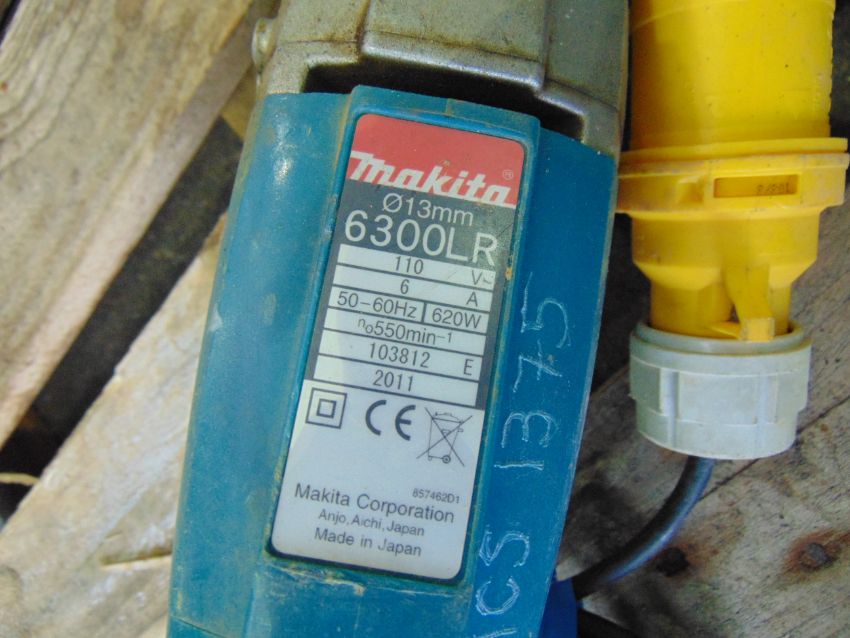 makita
Ø13mm
6300LR
110 V~
6 A
50-60Hz 620W
n₀550min⁻¹
103812 E
2011
CE
857462D1
Makita Corporation
Anjo, Aichi, Japan
Made in Japan
1375